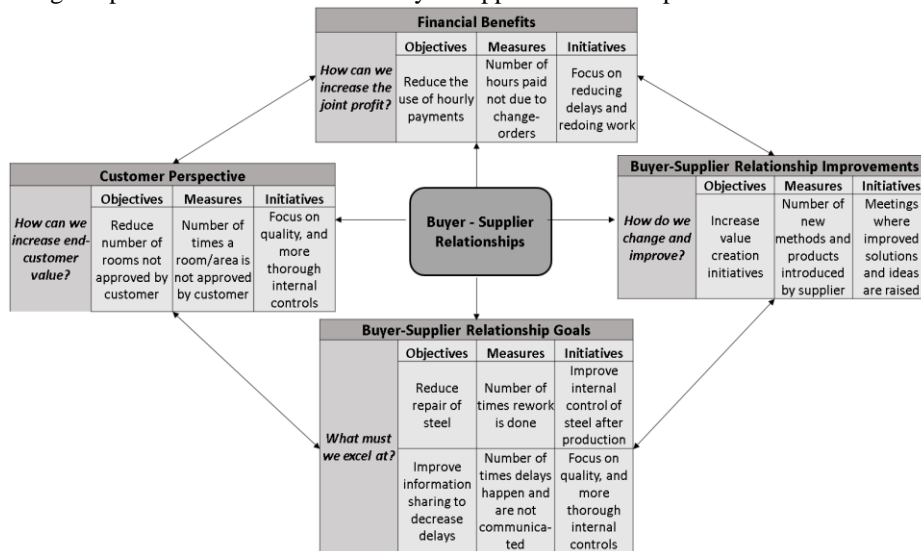 Financial Benefits
How can we
increase the
joint profit?
Objectives
Reduce the
use of hourly
payments
Measures
Number of
hours paid
not due to
change-
orders
Initiatives
Focus on
reducing
delays and
redoing work
Customer Perspective
How can we
increase end-
customer
value?
Objectives
Reduce
number of
rooms not
approved by
customer
Measures
Number of
times a
room/area is
not approved
by customer
Initiatives
Focus on
quality, and
more
thorough
internal
controls
Buyer - Supplier
Relationships
Buyer-Supplier Relationship Improvements
How do we
change and
improve?
Objectives
Increase
value
creation
initiatives
Measures
Number of
new
methods and
products
introduced
by supplier
Initiatives
Meetings
where
improved
solutions
and ideas
are raised
Buyer-Supplier Relationship Goals
What must
we excel at?
Objectives
Measures
Initiatives
Reduce
repair of
steel
Number of
times rework
is done
Improve
internal
control of
steel after
production
Improve
information
sharing to
decrease
delays
Number of
times delays
happen and
are not
communica-
ted
Focus on
quality, and
more
thorough
internal
controls